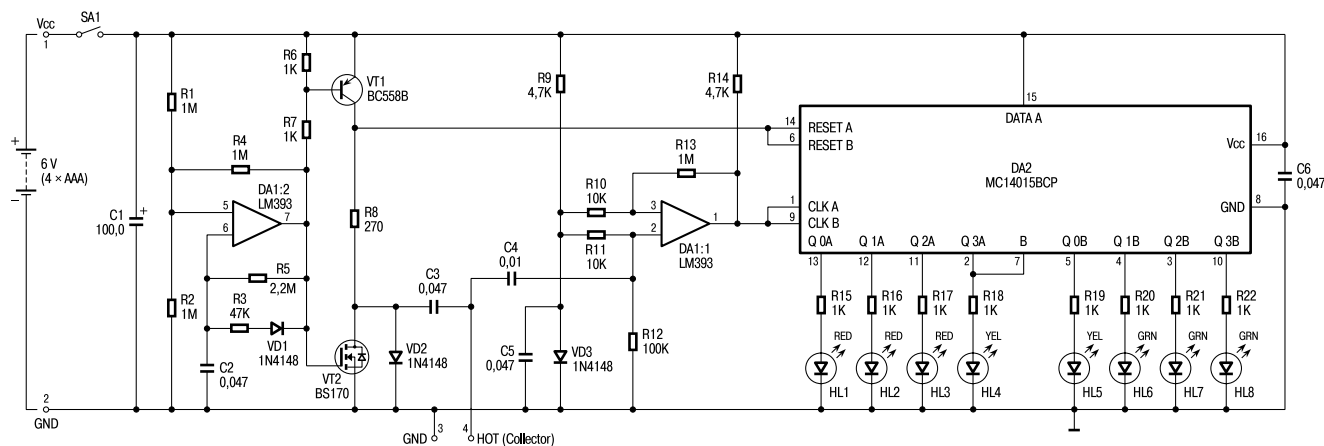 Vcc
1
SA1
6 V
(4 × AAA)
+
−
C1
100,0
+
R1
1M
R2
1M
R4
1M
DA1:2
LM393
5
6
7
R5
2,2M
R3
47K
VD1
1N4148
C2
0,047
R6
1K
R7
1K
VT1
BC558B
R8
270
VT2
BS170
VD2
1N4148
C3
0,047
C4
0,01
C5
0,047
R9
4,7K
R10
10K
R11
10K
VD3
1N4148
R12
100K
R13
1M
3
2
1
DA1:1
LM393
R14
4,7K
14
RESET A
6
RESET B
15
DATA A
DA2
MC14015BCP
Vcc
16
8
GND
1
CLK A
9
CLK B
Q 0A
Q 1A
Q 2A
Q 3A
B
Q 0B
Q 1B
Q 2B
Q 3B
13
12
11
2
7
5
4
3
10
C6
0,047
R15
1K
R16
1K
R17
1K
R18
1K
R19
1K
R20
1K
R21
1K
R22
1K
RED
RED
RED
YEL
YEL
GRN
GRN
GRN
HL1
HL2
HL3
HL4
HL5
HL6
HL7
HL8
2
GND
GND
3
4
HOT (Collector)